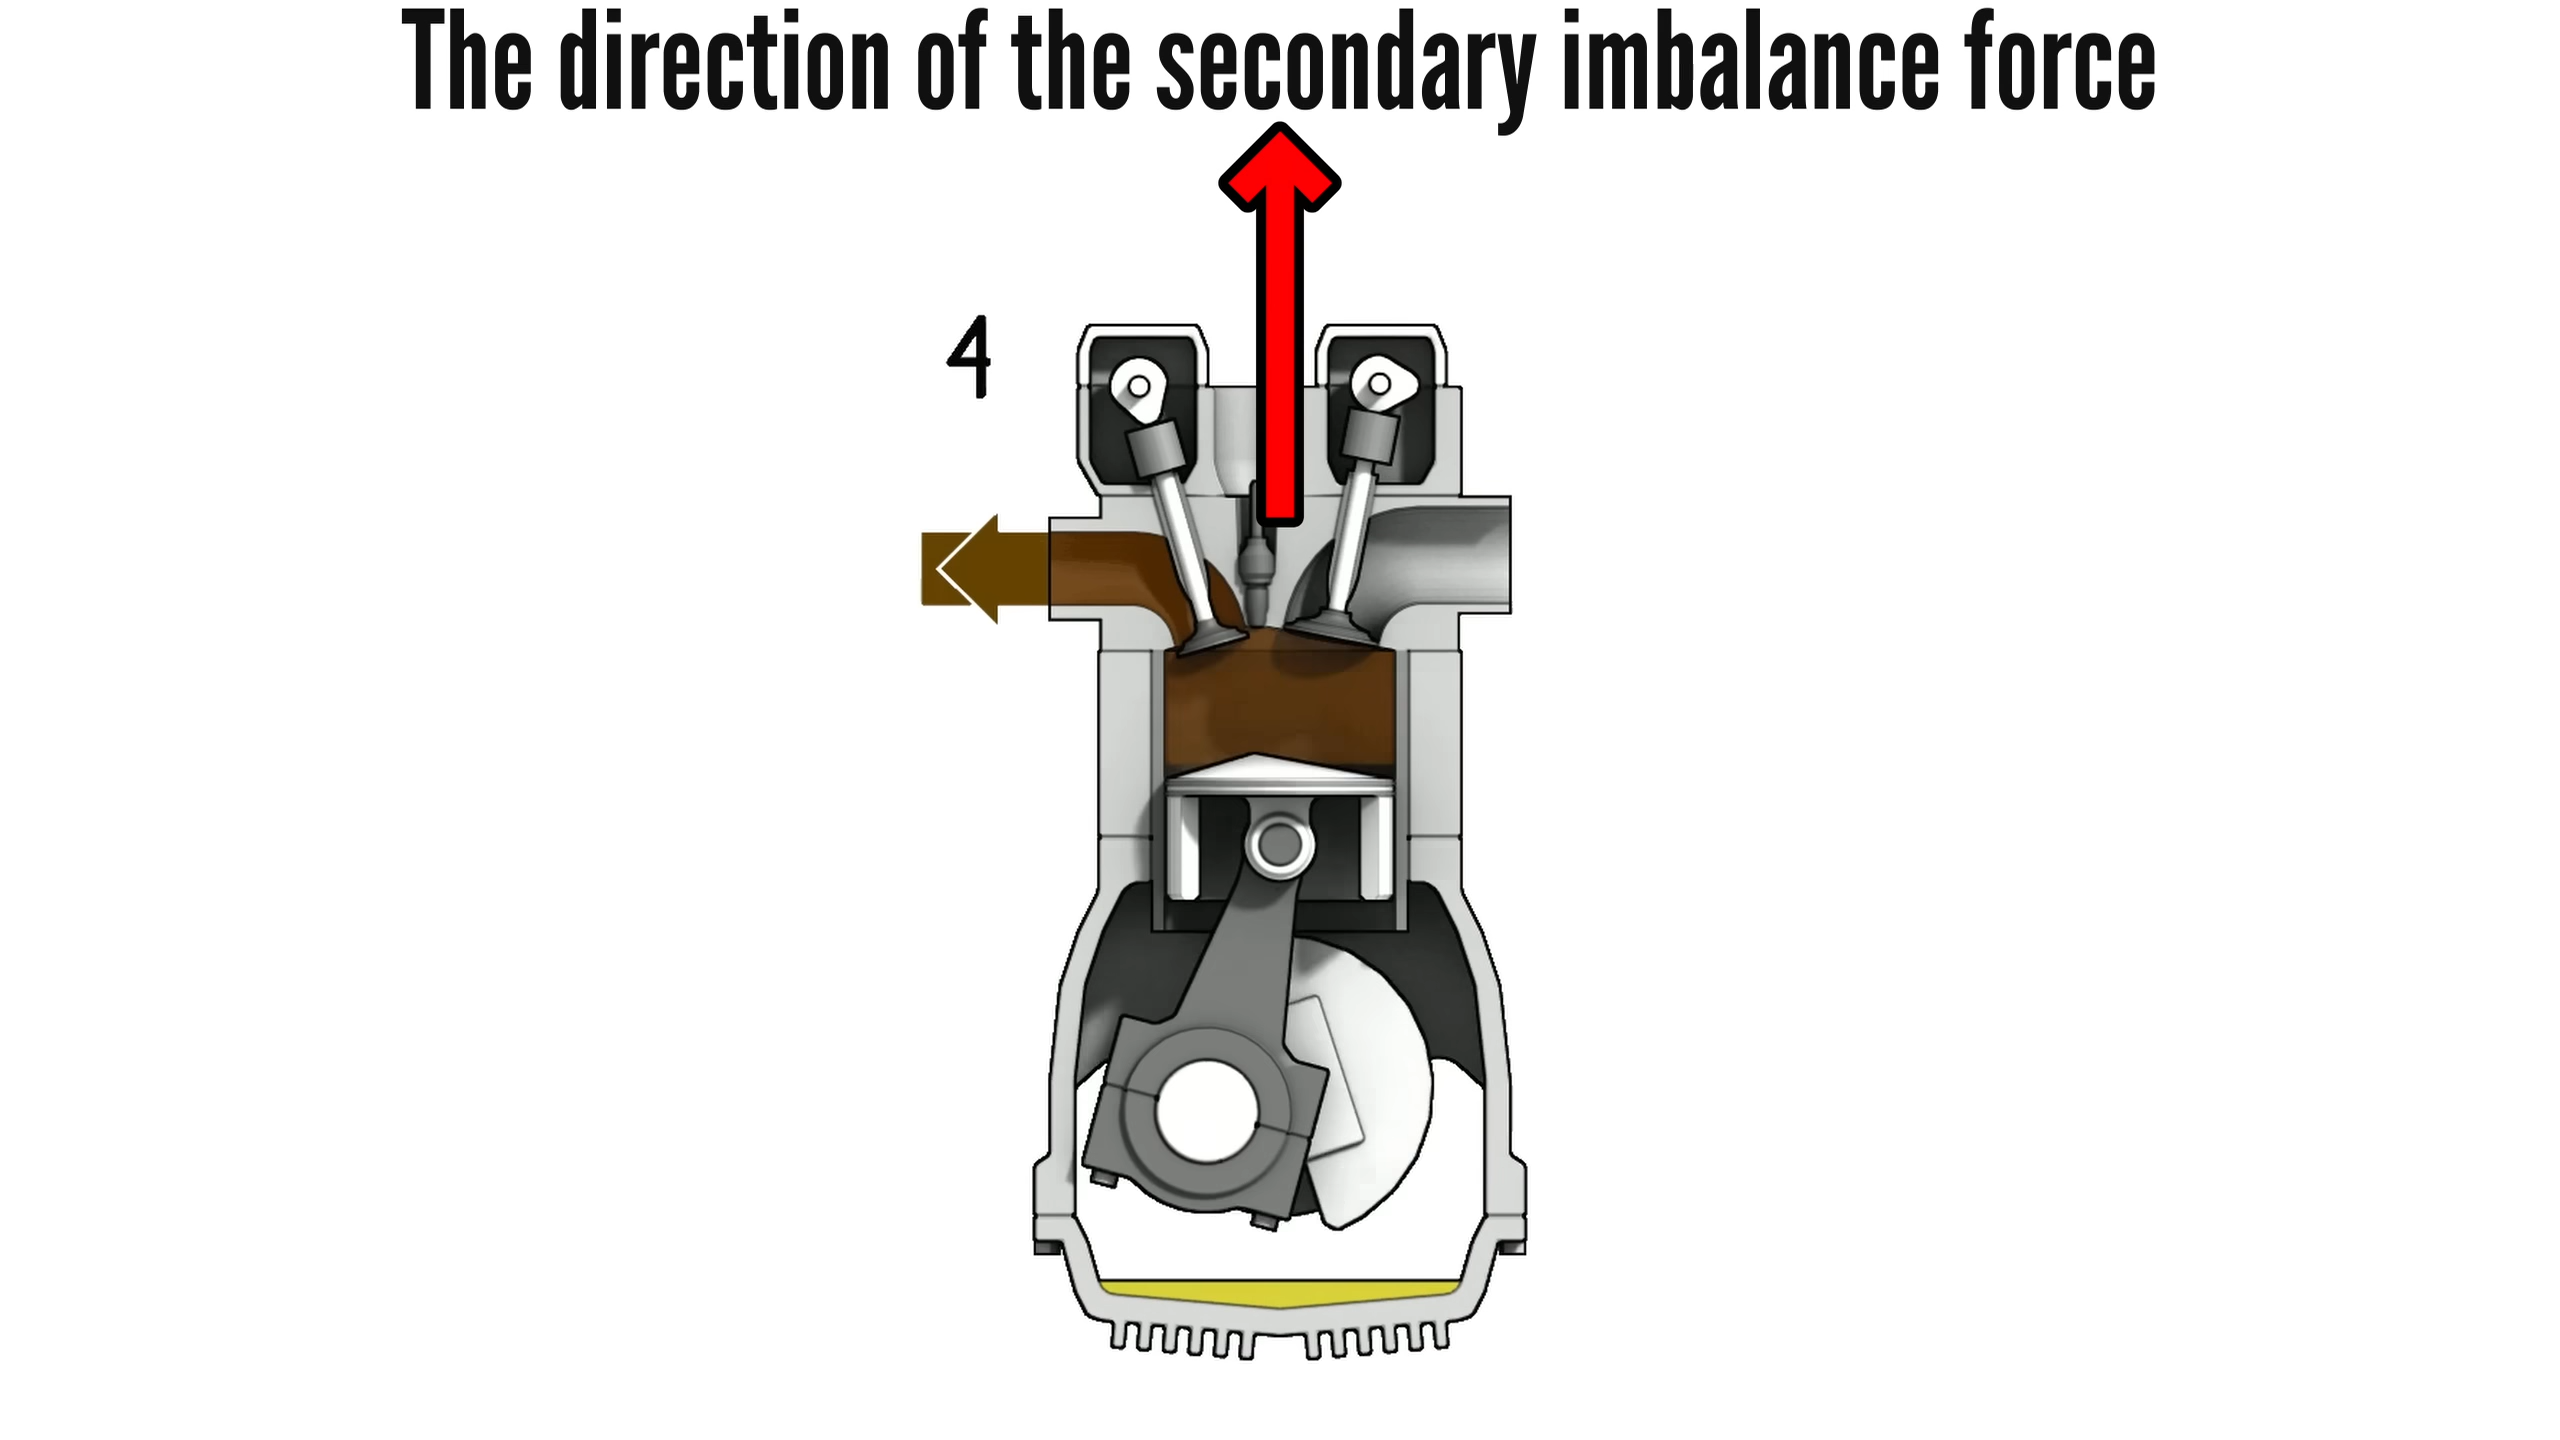 The direction of the secondary imbalance force
4